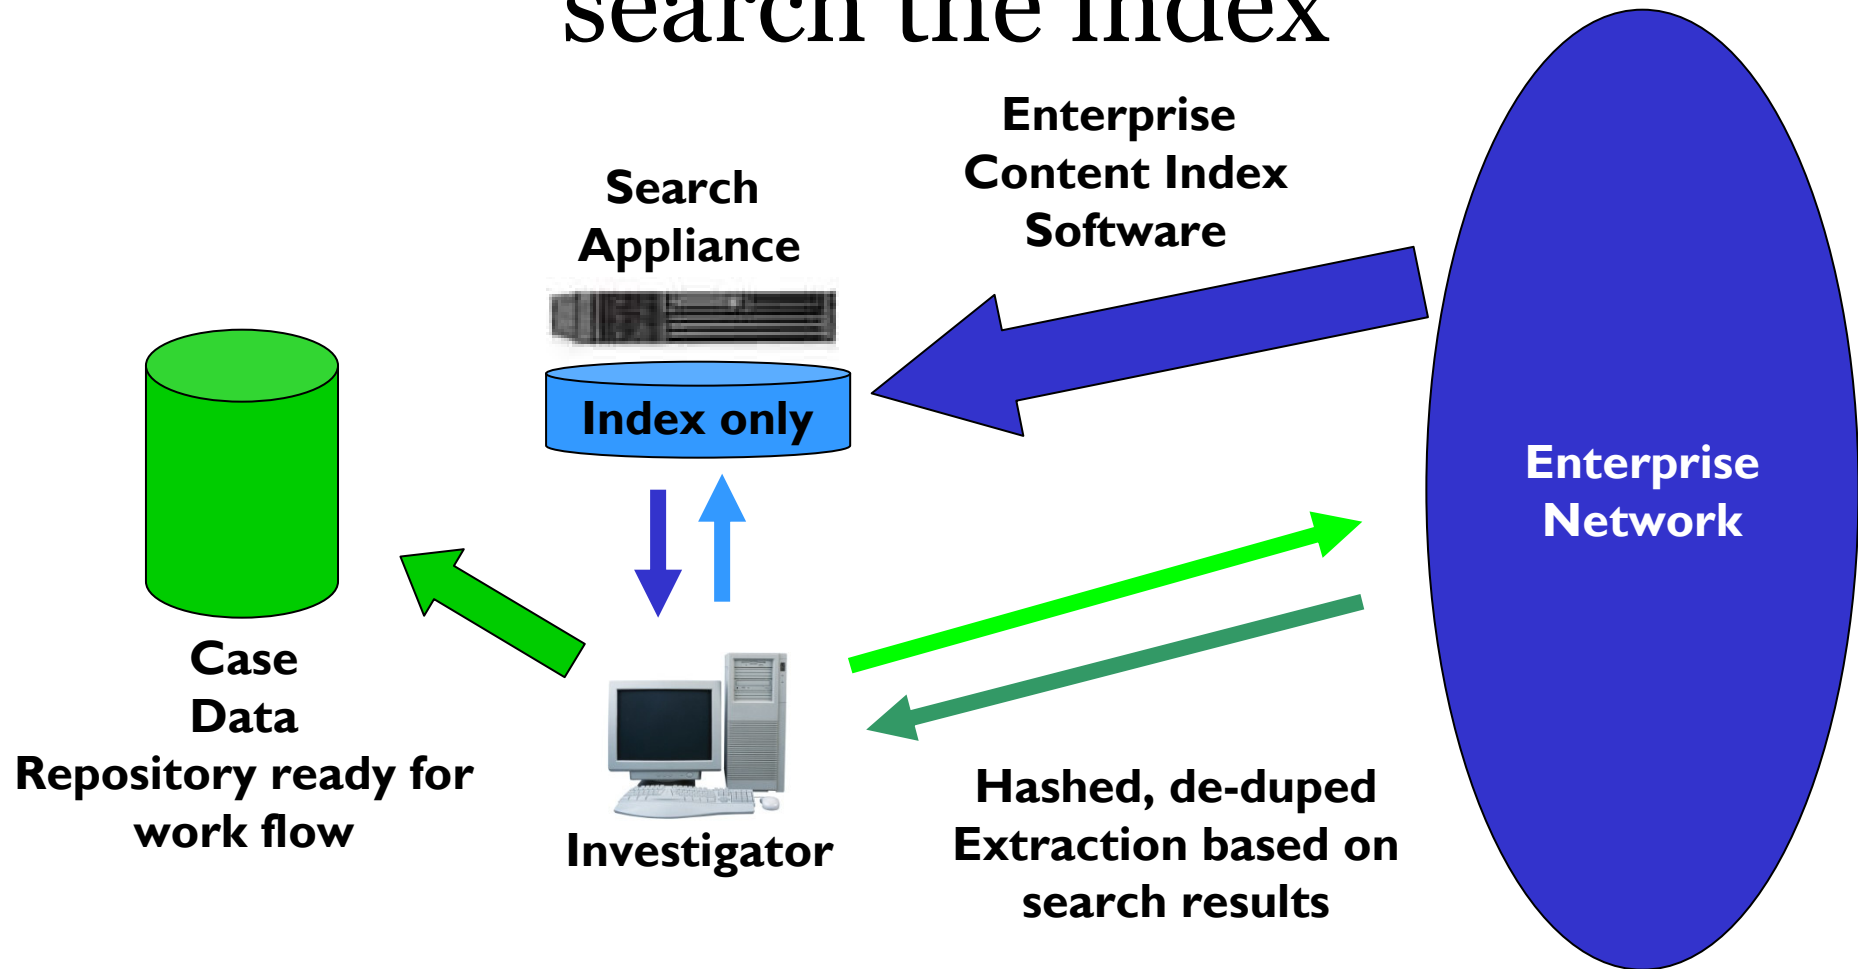 search the index
Enterprise
Content Index
Software
Search
Appliance
Index only
Enterprise
Network
Case
Data
Repository ready for
work flow
Investigator
Hashed, de-duped
Extraction based on
search results